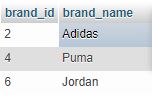 brand_id brand_name
2 Adidas
4 Puma
6 Jordan